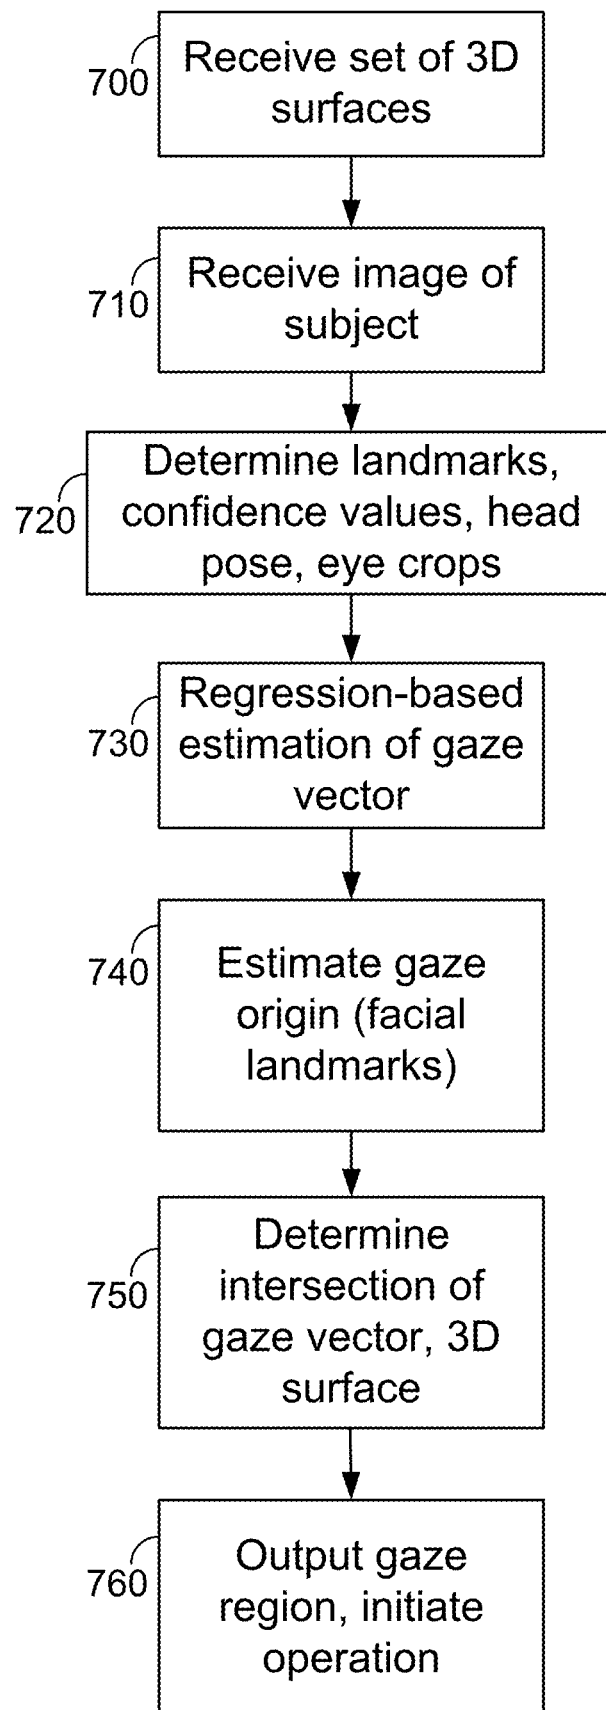 700
Receive set of 3D
surfaces
710
Receive image of
subject
720
Determine landmarks,
confidence values, head
pose, eye crops
730
Regression-based
estimation of gaze
vector
740
Estimate gaze
origin (facial
landmarks)
750
Determine
intersection of
gaze vector, 3D
surface
760
Output gaze
region, initiate
operation